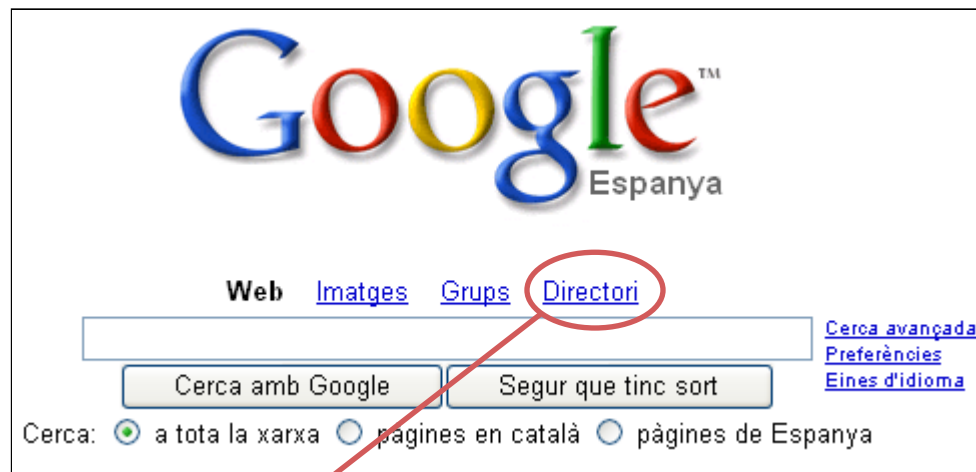 Google™
Espanya
Web Imatges Grups Directori
Cerca avançada
Preferències
Eines d'idioma
Cerca amb Google Segur que tinc sort
Cerca: a tota la xarxa pàgines en català pàgines de Espanya